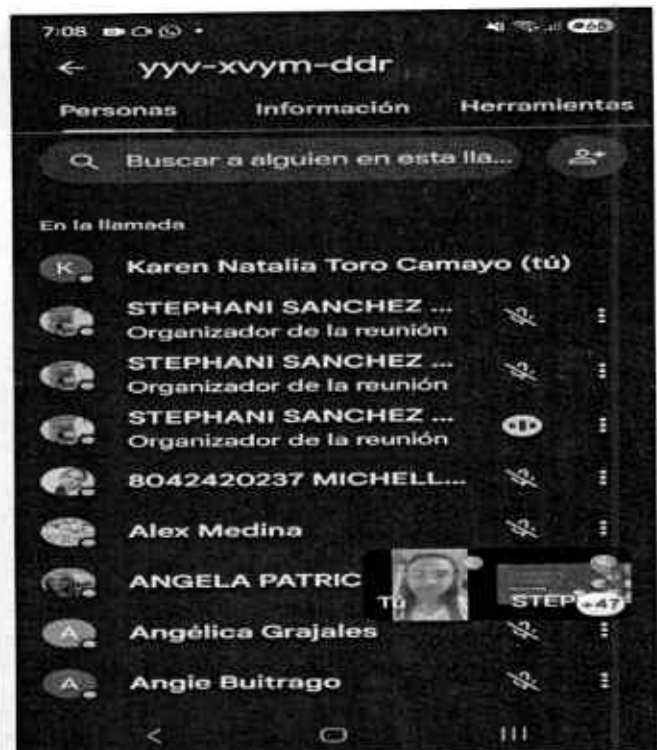 7:08
66
yyv-xvym-ddr
Personas Información Herramientas
Buscar a alguien en esta lla...
En la llamada
K Karen Natalia Toro Camayo (tú)
STEPHANI SANCHEZ ...
Organizador de la reunión
STEPHANI SANCHEZ ...
Organizador de la reunión
STEPHANI SANCHEZ ...
Organizador de la reunión
8042420237 MICHELL...
Alex Medina
ANGELA PATRIC
Tú STEP +47
A Angélica Grajales
A Angie Buitrago